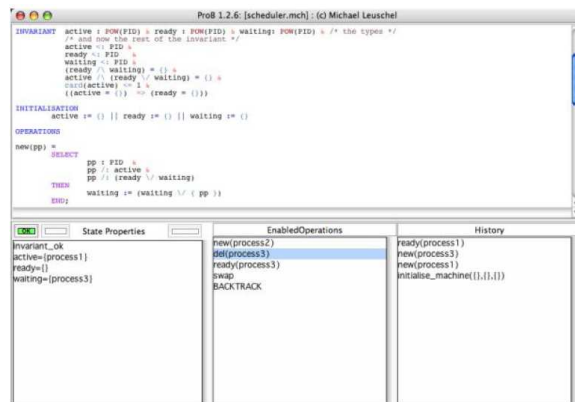 ProB 1.2.6: [scheduler.mch] : (c) Michael Leuschel
INVARIANT active : POW(PID) & ready : POW(PID) & waiting: POW(PID) & /* the types */
/* and now the rest of the invariant */
active <: PID &
ready <: PID &
waiting <: PID &
(ready /\ waiting) = {} &
active /\ (ready \/ waiting) = {} &
card(active) <= 1 &
((active = {}) => (ready = {}))
INITIALISATION
active := {} || ready := {} || waiting := {}
OPERATIONS
new(pp) =
SELECT
pp : PID &
pp /: active &
pp /: (ready \/ waiting)
THEN
waiting := (waiting \/ { pp })
END;
OK State Properties
invariant_ok
active={process1}
ready={}
waiting={process3}
EnabledOperations
new(process2)
del(process3)
ready(process3)
swap
BACKTRACK
History
ready(process1)
new(process3)
new(process1)
initialise_machine({},{},{})